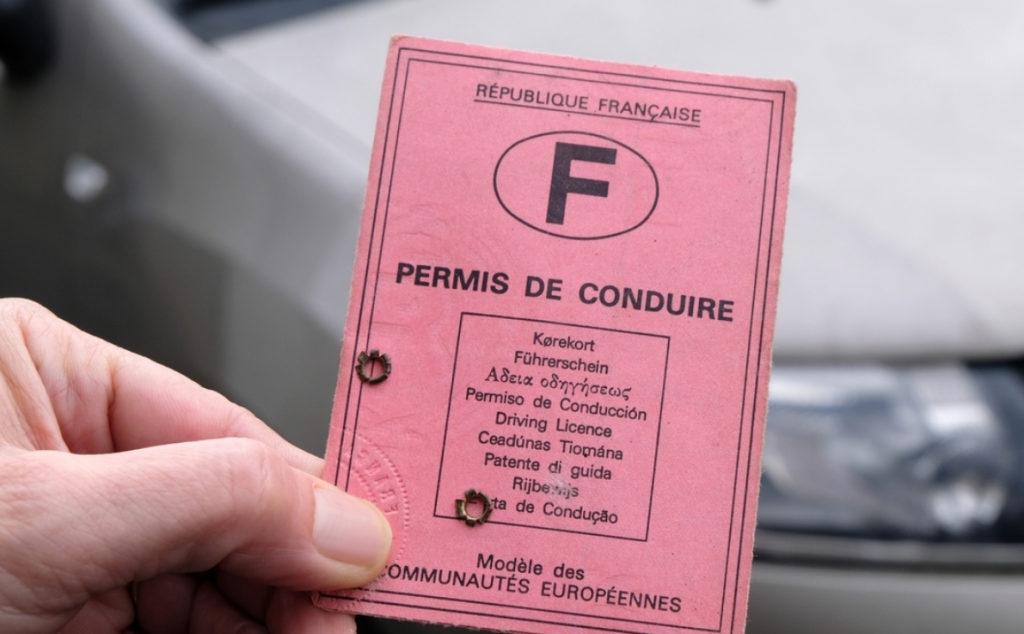 RÉPUBLIQUE FRANÇAISE
F
PERMIS DE CONDUIRE
Kørekort
Führerschein
Αδεια οδηγήσεως
Permiso de Conducción
Driving Licence
Ceadúnas Tiomána
Patente di guida
Rijbewijs
de Condução
Modèle des
COMMUNAUTÉS EUROPÉENNES